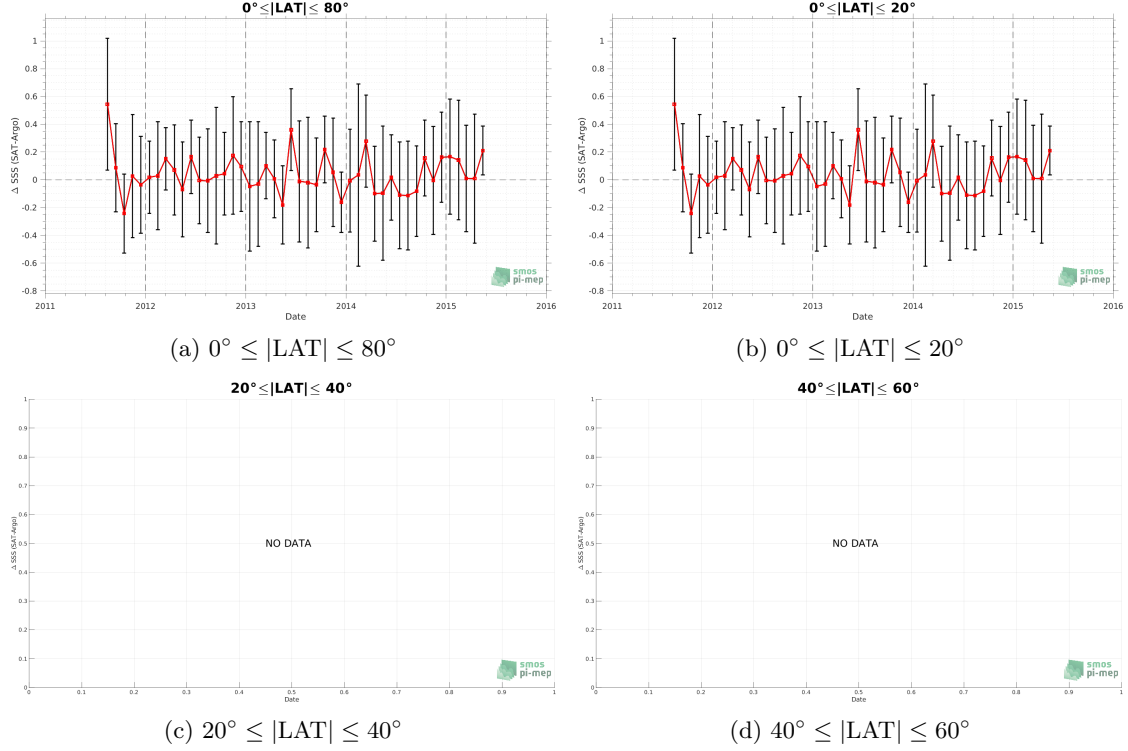 0°≤|LAT|≤ 80°
Δ SSS (SAT-Argo)
1
0.8
0.6
0.4
0.2
0
-0.2
-0.4
-0.6
-0.8
2011
2012
2013
2014
2015
2016
Date
smos
pi-mep
(a) 0° ≤ |LAT| ≤ 80°
0°≤|LAT|≤ 20°
Δ SSS (SAT-Argo)
1
0.8
0.6
0.4
0.2
0
-0.2
-0.4
-0.6
-0.8
2011
2012
2013
2014
2015
2016
Date
smos
pi-mep
(b) 0° ≤ |LAT| ≤ 20°
20°≤|LAT|≤ 40°
Δ SSS (SAT-Argo)
1
0.9
0.8
0.7
0.6
0.5
0.4
0.3
0.2
0.1
0
NO DATA
0
0.1
0.2
0.3
0.4
0.5
0.6
0.7
0.8
0.9
1
Date
smos
pi-mep
(c) 20° ≤ |LAT| ≤ 40°
40°≤|LAT|≤ 60°
Δ SSS (SAT-Argo)
1
0.9
0.8
0.7
0.6
0.5
0.4
0.3
0.2
0.1
0
NO DATA
0
0.1
0.2
0.3
0.4
0.5
0.6
0.7
0.8
0.9
1
Date
smos
pi-mep
(d) 40° ≤ |LAT| ≤ 60°